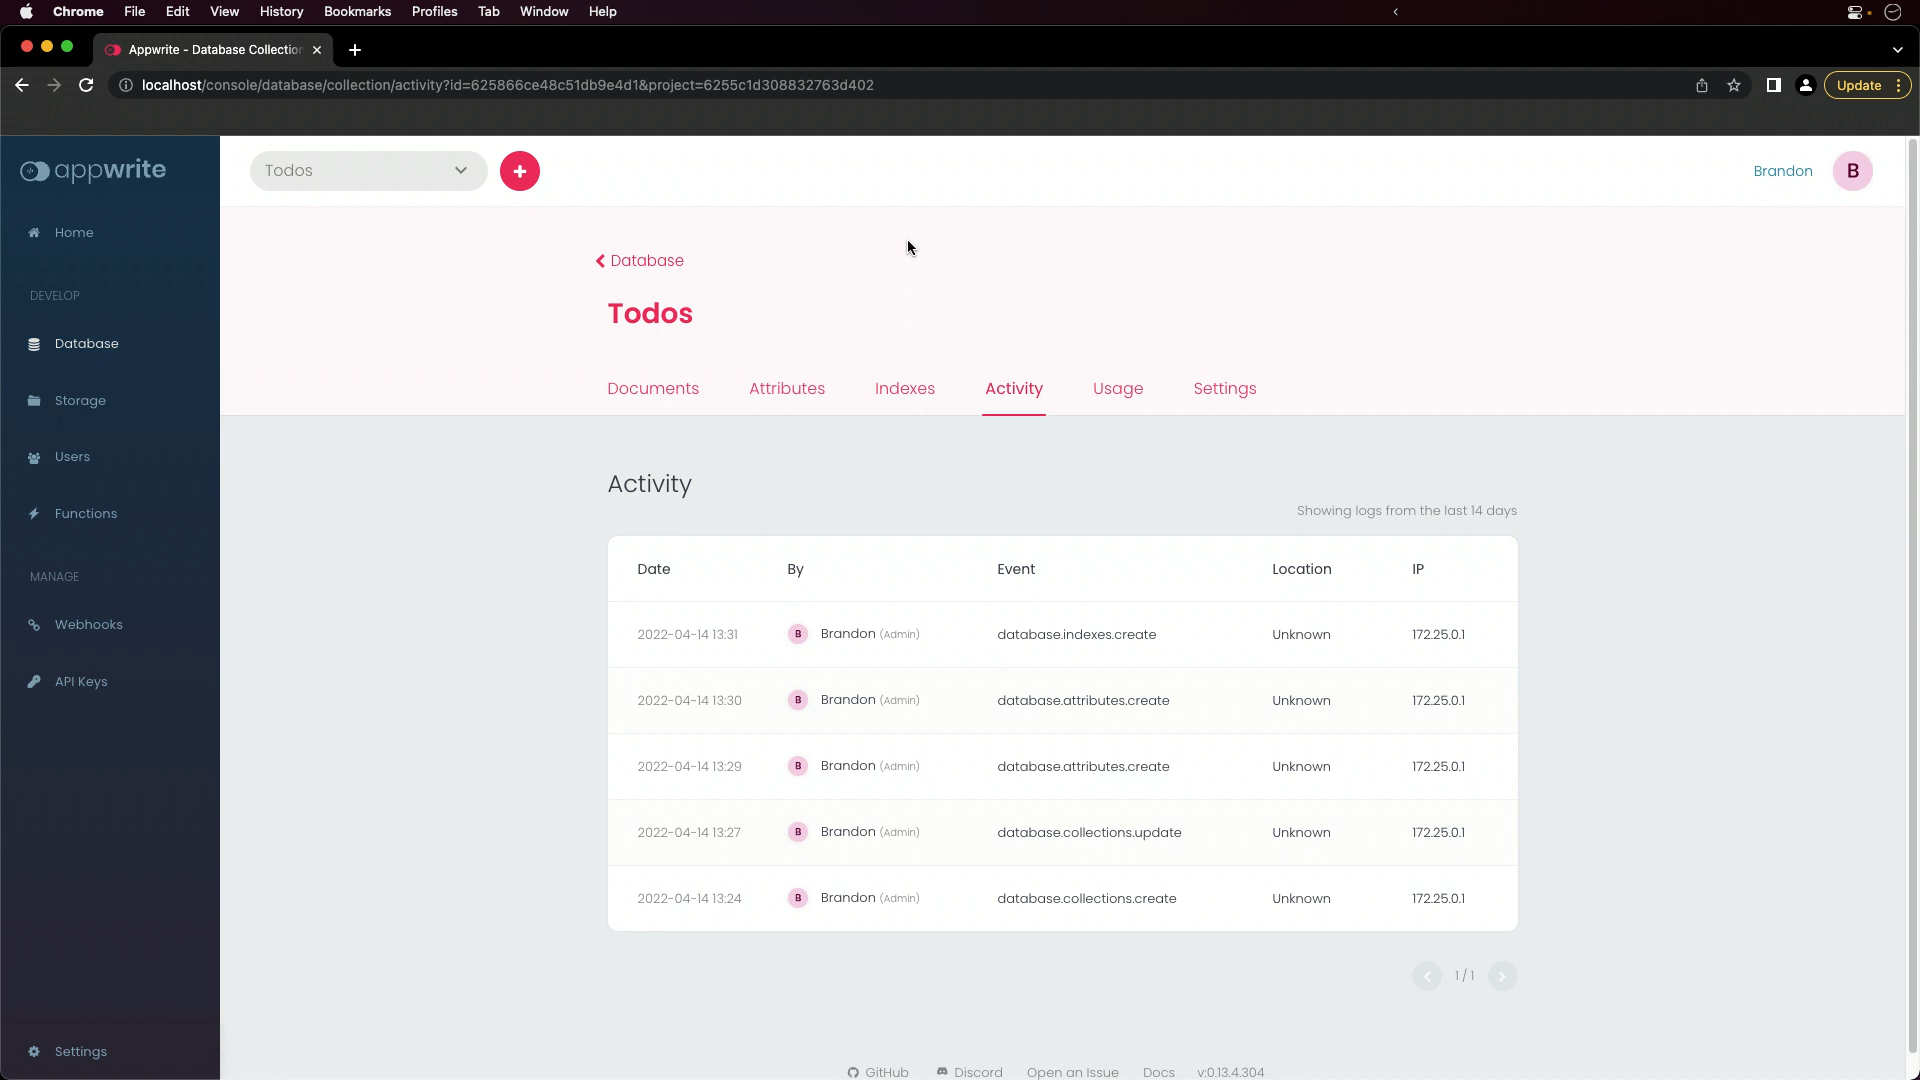 Chrome File Edit View History Bookmarks Profiles Tab Window Help
Appwrite - Database Collection
localhost/console/database/collection/activity?id=625866ce48c51db9e4d1&project=6255c1d308832763d402
Update
appwrite
Todos
+
Brandon
B
Home
DEVELOP
Database
Storage
Users
Functions
MANAGE
Webhooks
API Keys
Settings
Database
Todos
Documents Attributes Indexes Activity Usage Settings
Activity
Showing logs from the last 14 days
Date By Event Location IP
2022-04-14 13:31 B Brandon (Admin) database.indexes.create Unknown 172.25.0.1
2022-04-14 13:30 B Brandon (Admin) database.attributes.create Unknown 172.25.0.1
2022-04-14 13:29 B Brandon (Admin) database.attributes.create Unknown 172.25.0.1
2022-04-14 13:27 B Brandon (Admin) database.collections.update Unknown 172.25.0.1
2022-04-14 13:24 B Brandon (Admin) database.collections.create Unknown 172.25.0.1
1 / 1
GitHub Discord Open an Issue Docs v:0.13.4.304